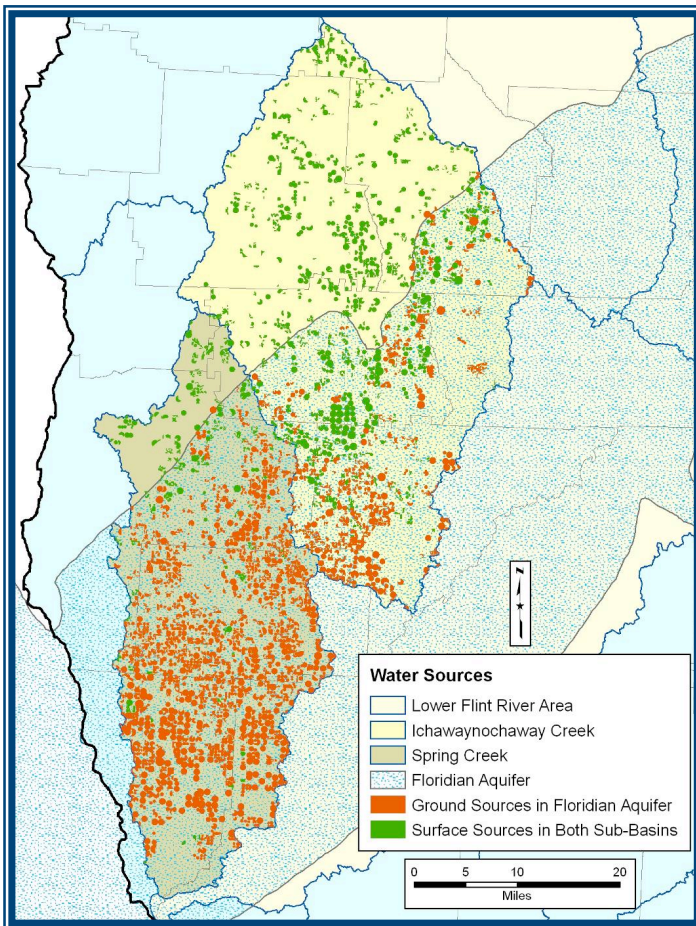 N
Water Sources
Lower Flint River Area
Ichawaynochaway Creek
Spring Creek
Floridian Aquifer
Ground Sources in Floridian Aquifer
Surface Sources in Both Sub-Basins
0 5 10 20
Miles